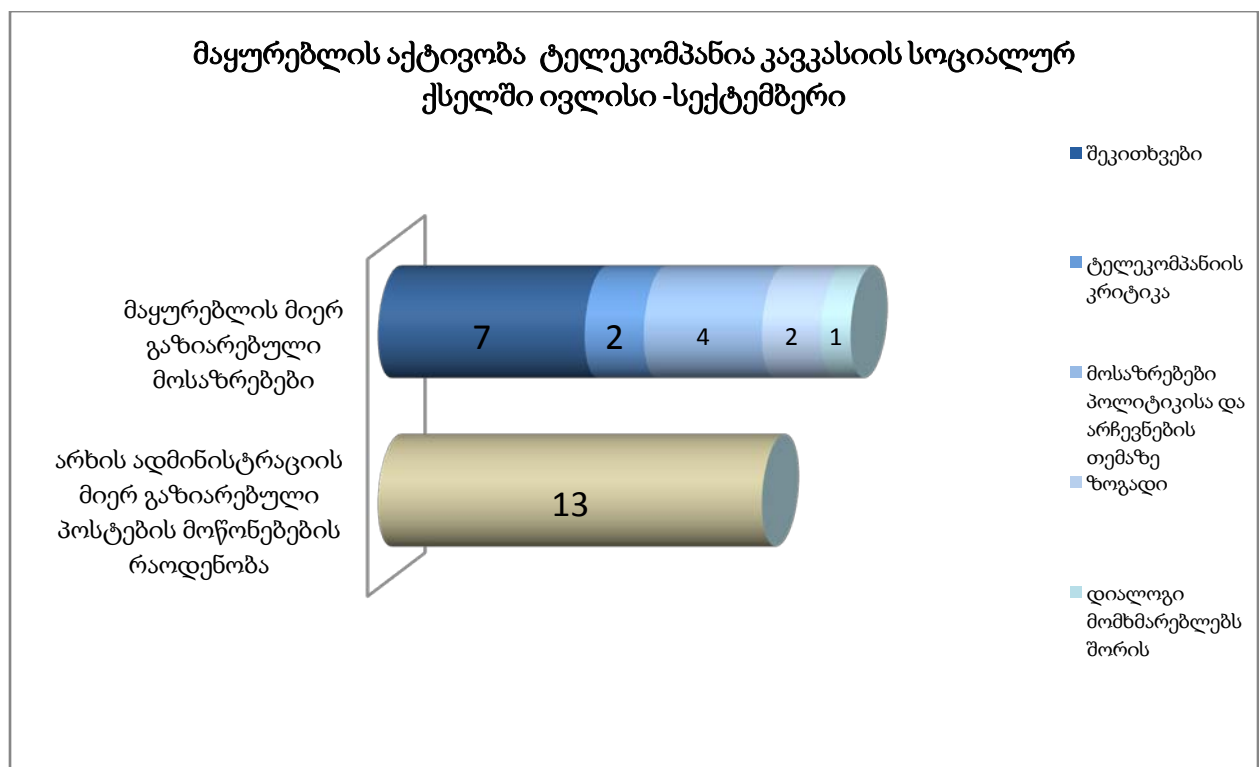 მაყურებლის აქტივობა ტელეკომპანია კავკასიის სოციალურ
ქსელში ივლისი -სექტემბერი
მაყურებლის მიერ
გაზიარებული
მოსაზრებები
7
2
4
2
1
არხის ადმინისტრაციის
მიერ გაზიარებული
პოსტების მოწონებების
რაოდენობა
13
შეკითხვები
ტელეკომპანიის
კრიტიკა
მოსაზრებები
პოლიტიკისა და
არჩევნების
თემაზე
ზოგადი
დიალოგი
მომხმარებლებს
შორის